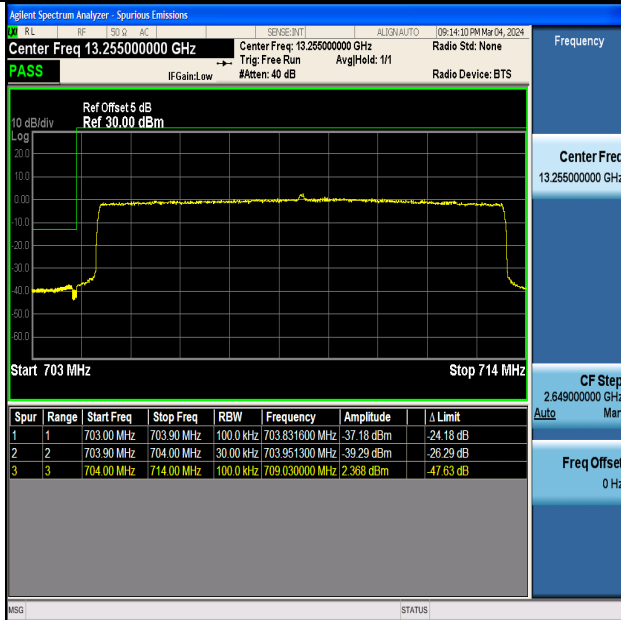 Agilent Spectrum Analyzer - Spurious Emissions
RL RF 50 Ω AC SENSE:INT ALIGN AUTO 09:14:10 PM Mar 04, 2024
Center Freq 13.255000000 GHz
Center Freq: 13.255000000 GHz
Radio Std: None
Trig: Free Run Avg|Hold: 1/1
PASS
IFGain:Low
#Atten: 40 dB
Radio Device: BTS
Ref Offset 5 dB
10 dB/div Ref 30.00 dBm
Log
20.0
10.0
0.00
-10.0
-20.0
-30.0
-40.0
-50.0
-60.0
Start 703 MHz Stop 714 MHz
Spur Range Start Freq Stop Freq RBW Frequency Amplitude Δ Limit
1 1 703.00 MHz 703.90 MHz 100.0 kHz 703.831600 MHz -37.18 dBm -24.18 dB
2 2 703.90 MHz 704.00 MHz 30.00 kHz 703.951300 MHz -39.29 dBm -26.29 dB
3 3 704.00 MHz 714.00 MHz 100.0 kHz 709.030000 MHz 2.368 dBm -47.63 dB
MSG STATUS
Frequency
Center Freq
13.255000000 GHz
CF Step
2.649000000 GHz
Auto Man
Freq Offset
0 Hz